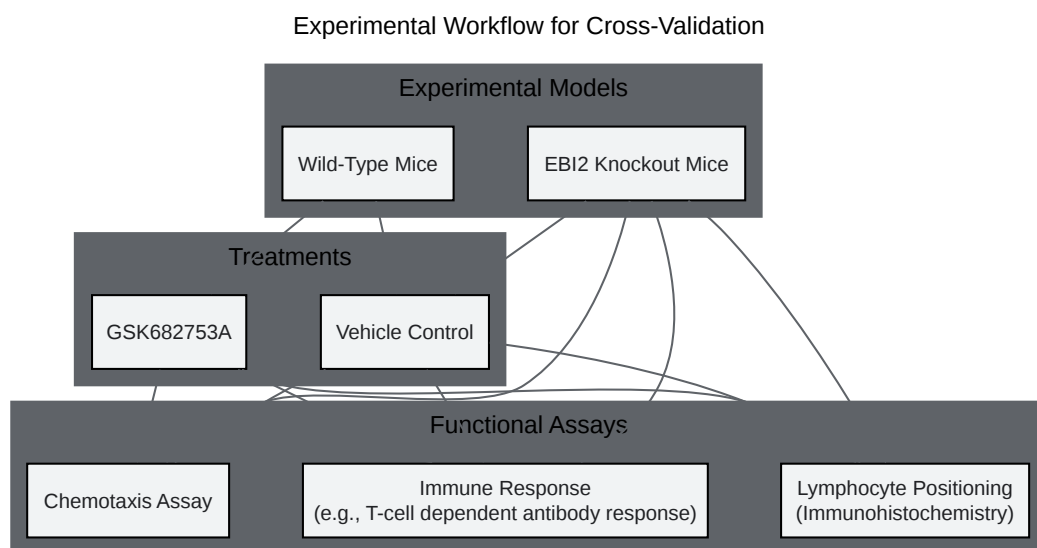 Experimental Workflow for Cross-Validation
Experimental Models
Wild-Type Mice
EBI2 Knockout Mice
Treatments
GSK682753A
Vehicle Control
Functional Assays
Chemotaxis Assay
Immune Response
(e.g., T-cell dependent antibody response)
Lymphocyte Positioning
(Immunohistochemistry)